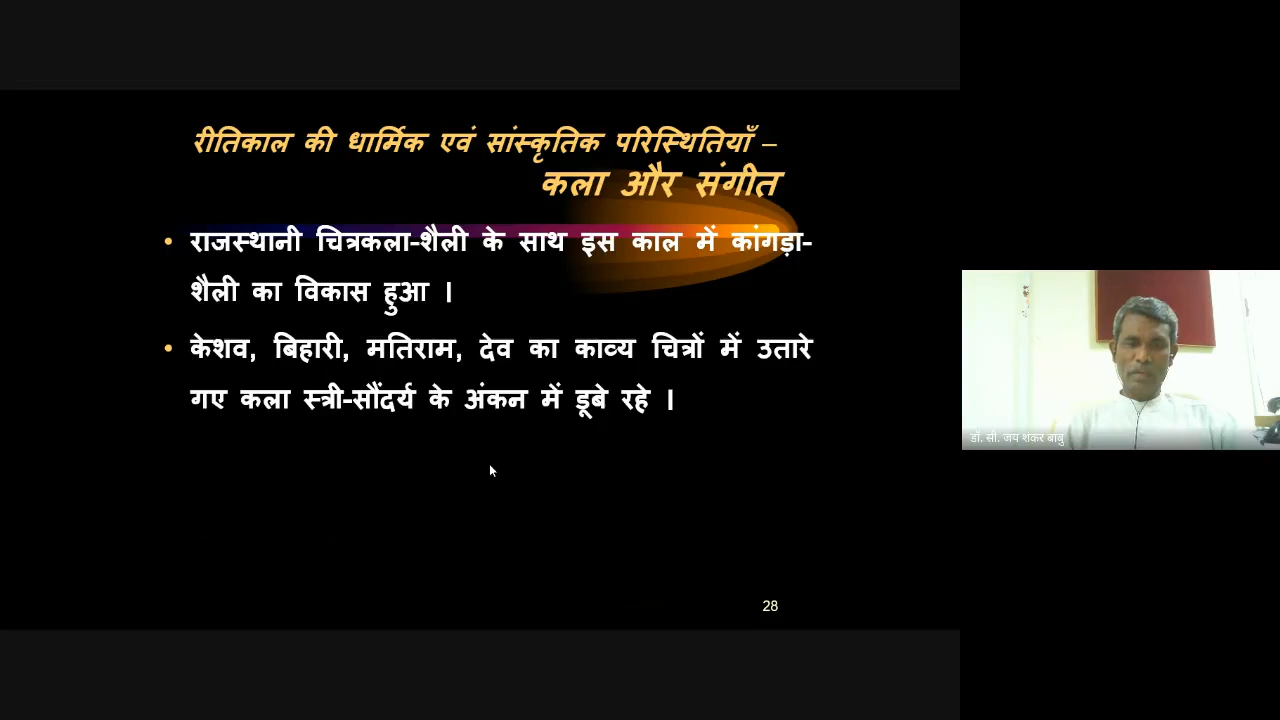 रीतिकाल की धार्मिक एवं सांस्कृतिक परिस्थितियाँ –
कला और संगीत
• राजस्थानी चित्रकला-शैली के साथ इस काल में कांगड़ा-
शैली का विकास हुआ ।
• केशव, बिहारी, मतिराम, देव का काव्य चित्रों में उतारे
गए कला स्त्री-सौंदर्य के अंकन में डूबे रहे ।
28
डॉ. सी. जय शंकर बाबु